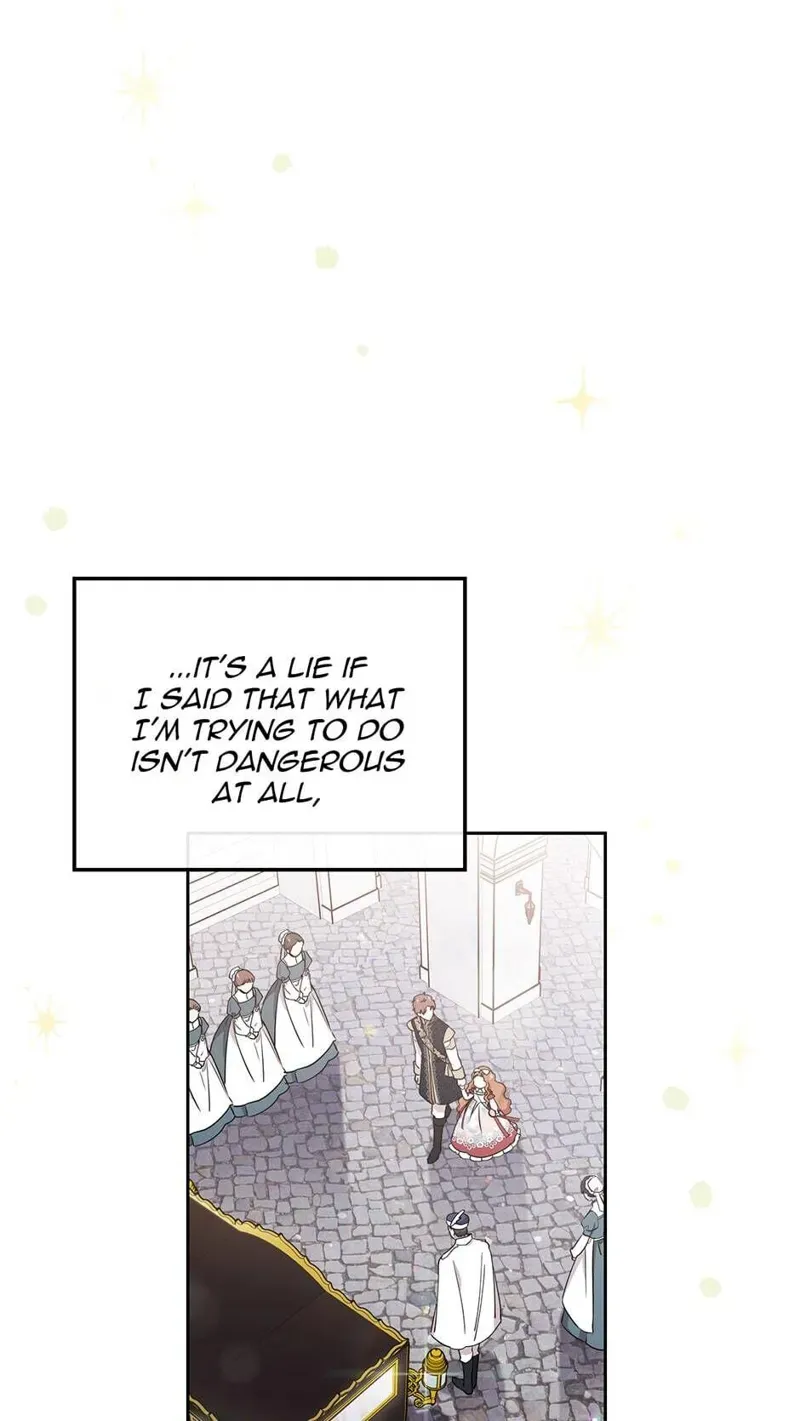 ...IT'S A LIE IF
I SAID THAT WHAT
I'M TRYING TO DO
ISN'T DANGEROUS
AT ALL,